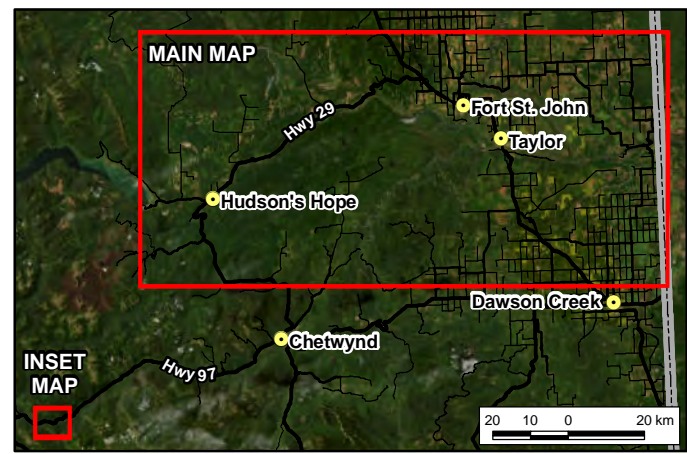 MAIN MAP
Fort St. John
Hwy 29
Taylor
Hudson's Hope
Dawson Creek
Chetwynd
INSET
MAP
Hwy 97
20 10 0 20 km